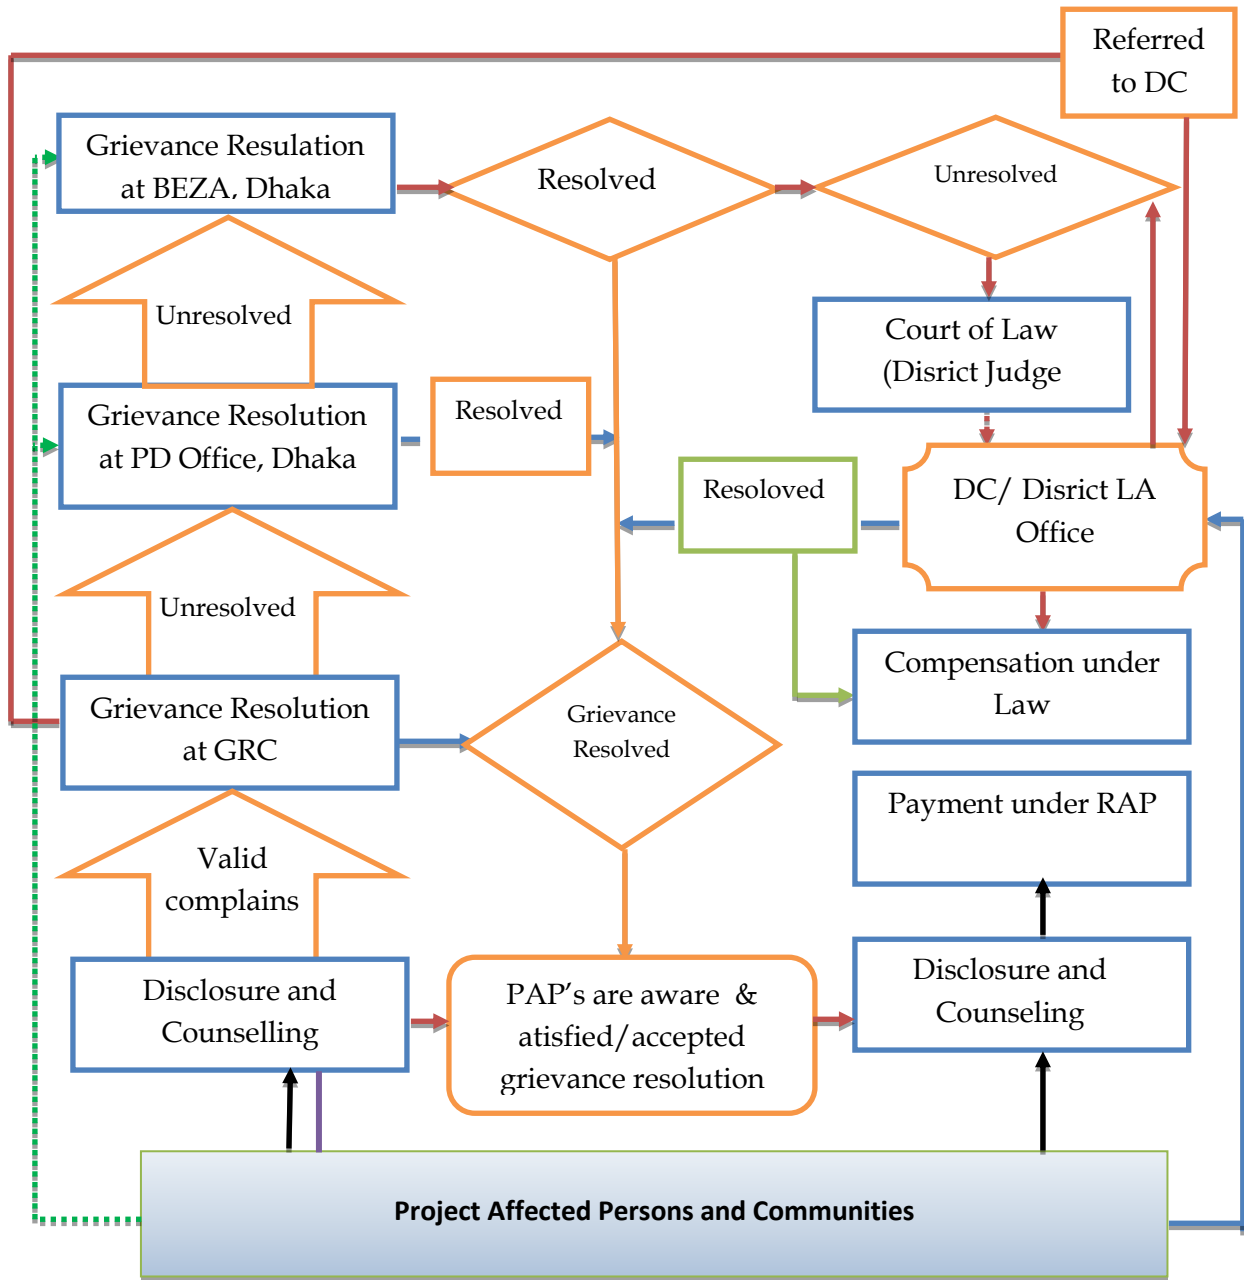 Referred
to DC
Grievance Resulation
at BEZA, Dhaka
Resolved
Unresolved
Unresolved
Court of Law
(Disrict Judge
Grievance Resolution
at PD Office, Dhaka
Resolved
Resoloved
DC/ Disrict LA
Office
Unresolved
Compensation under
Law
Grievance Resolution
at GRC
Grievance
Resolved
Payment under RAP
Valid
complains
Disclosure and
Counselling
PAP's are aware &
atisfied/accepted
grievance resolution
Disclosure and
Counseling
Project Affected Persons and Communities